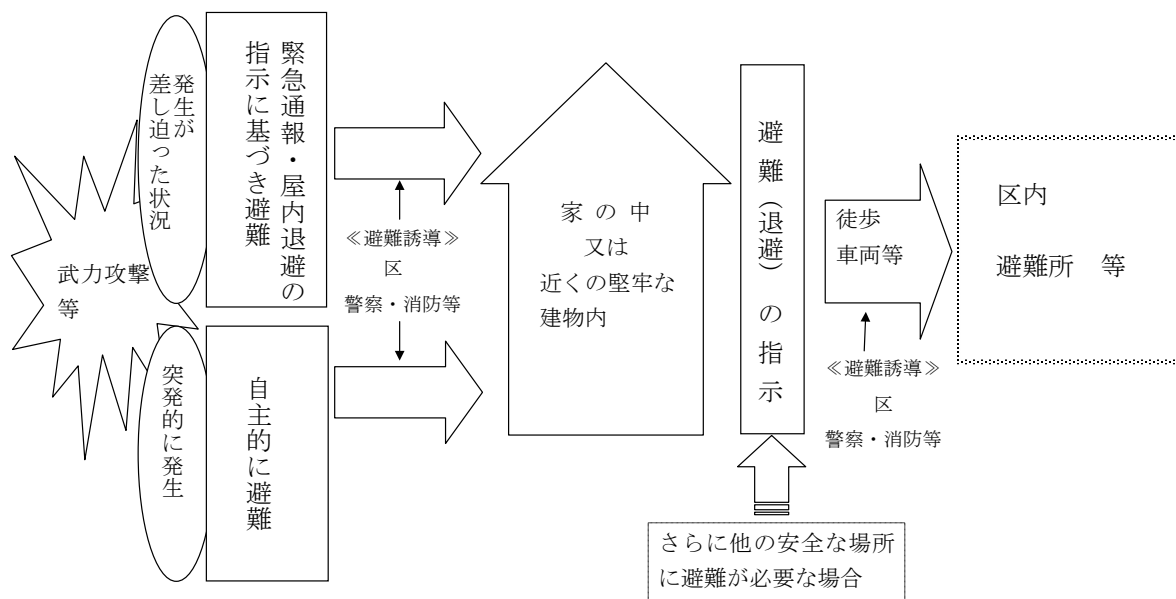 武力攻撃
等
発生が
差し迫った状況
緊急通報・屋内退避の
指示に基づき避難
突発的に発生
自主的に避難
≪避難誘導≫
区
警察・消防等
家の中
又は
近くの堅牢な
建物内
避難(退避)の指示
さらに他の安全な場所
に避難が必要な場合
徒歩
車両等
≪避難誘導≫
区
警察・消防等
区内
避難所 等